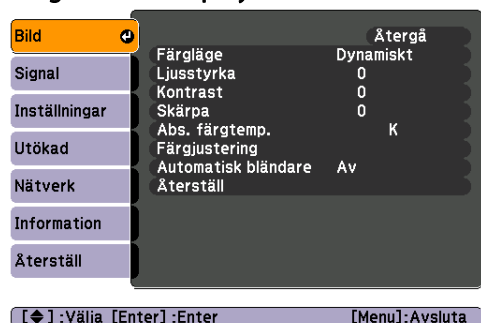 Bild
Signal
Inställningar
Utökad
Nätverk
Information
Återställ
Återgå
Färgläge Dynamiskt
Ljusstyrka 0
Kontrast 0
Skärpa 0
Abs. färgtemp. K
Färgjustering
Automatisk bländare Av
Återställ
[◆] :Välja [Enter] :Enter [Menu]:Avsluta